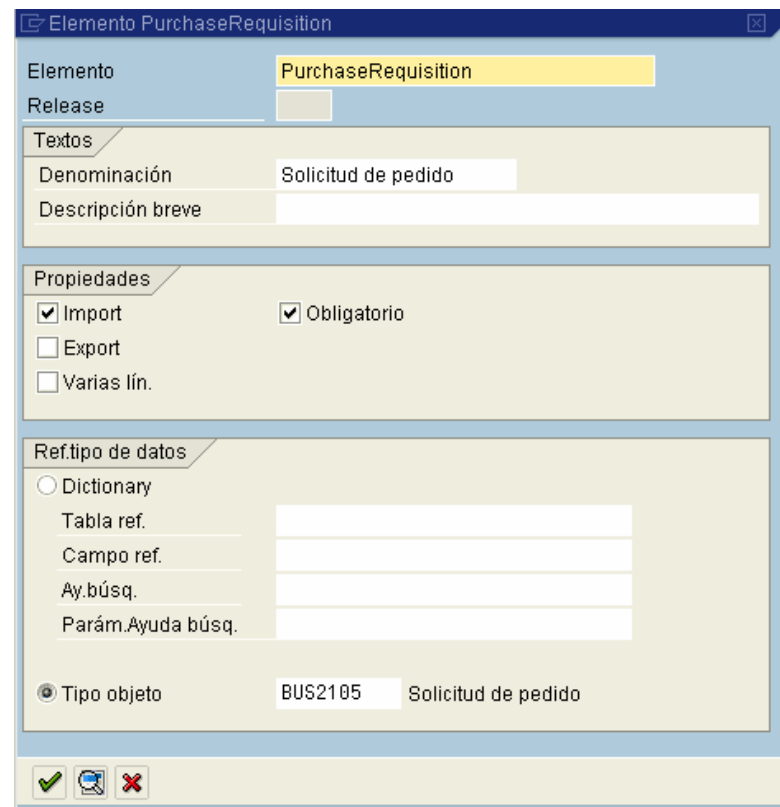 Elemento PurchaseRequisition
Elemento PurchaseRequisition
Release
Textos
Denominación Solicitud de pedido
Descripción breve
Propiedades
Import Obligatorio
Export
Varias lín.
Ref.tipo de datos
Dictionary
Tabla ref.
Campo ref.
Ay.búsq.
Parám.Ayuda búsq.
Tipo objeto BUS2105 Solicitud de pedido